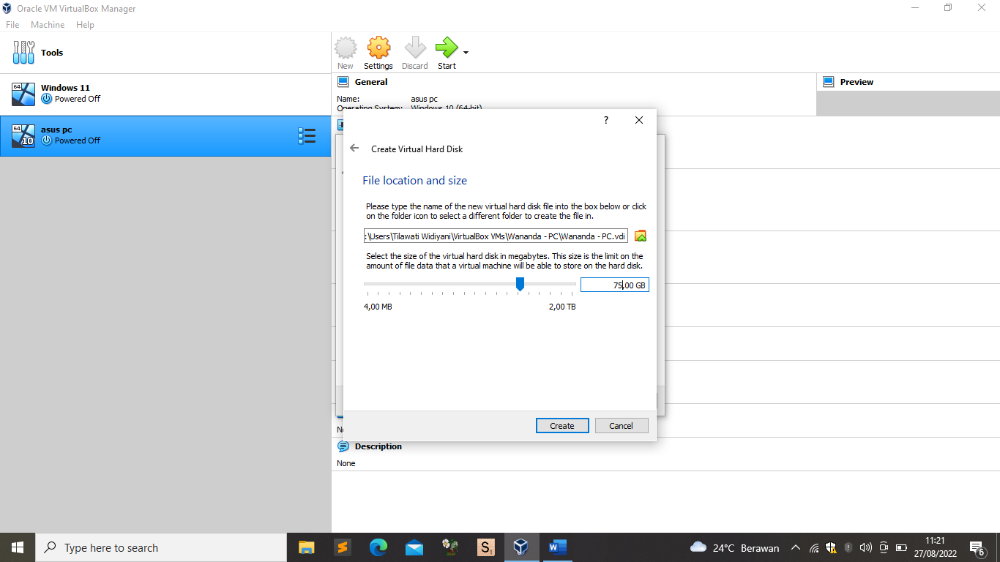 Oracle VM VirtualBox Manager
File Machine Help
Tools
New Settings Discard Start
General
Preview
Name: asus pc
Operating System: Windows 10 (64-bit)
64
Windows 11
Powered Off
64
10
asus pc
Powered Off
?
Create Virtual Hard Disk
File location and size
Please type the name of the new virtual hard disk file into the box below or click
on the folder icon to select a different folder to create the file in.
:\Users\Tilawati Widiyani\VirtualBox VMs\Wananda - PC\Wananda - PC.vdi
Select the size of the virtual hard disk in megabytes. This size is the limit on the
amount of file data that a virtual machine will be able to store on the hard disk.
75,00 GB
4,00 MB 2,00 TB
Create Cancel
Description
None
Type here to search
24°C Berawan
11:21
27/08/2022
6